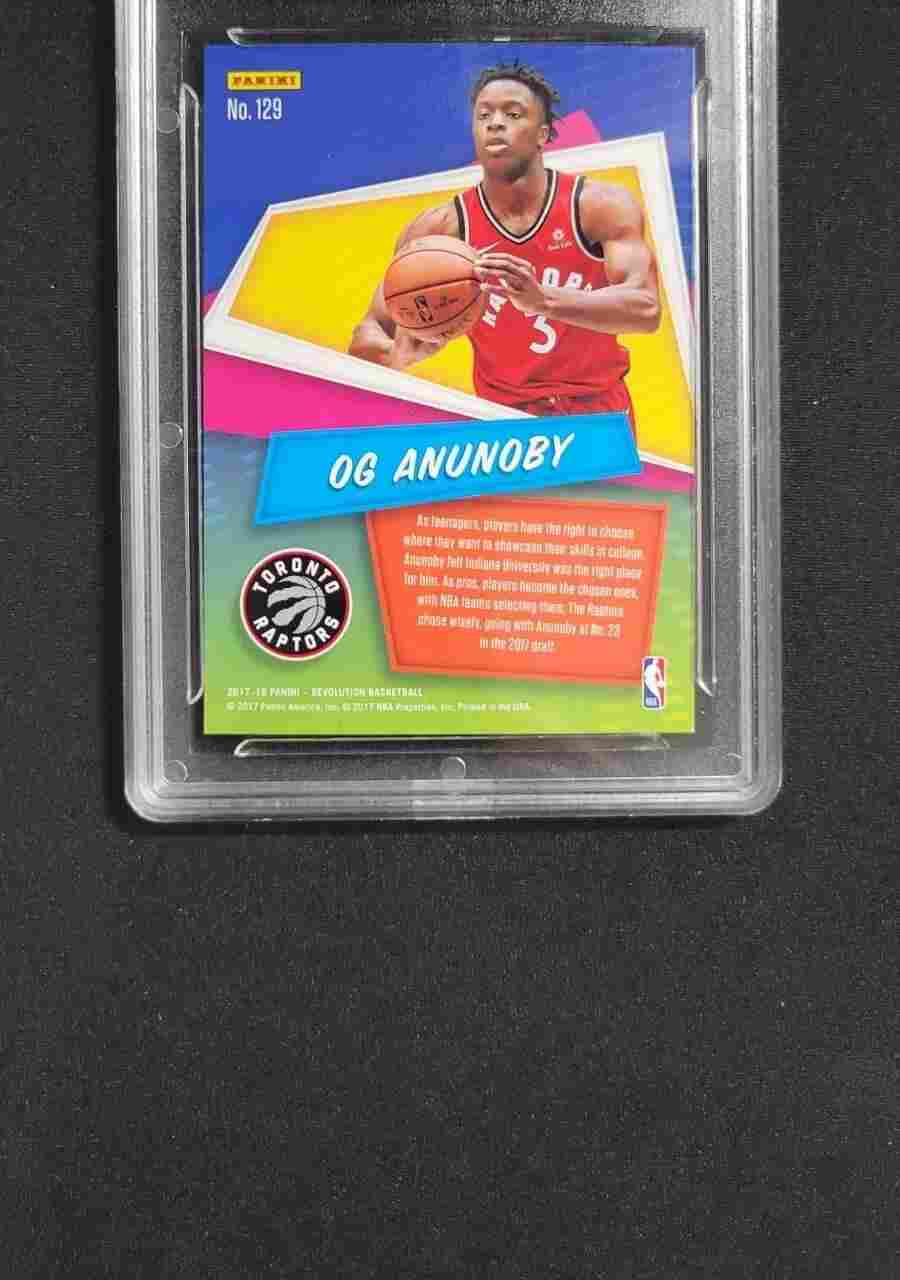 PANINI
No. 129
RAPTORS
5
OG ANUNOBY
As teenagers, players have the right to choose
where they want to showcase their skills in college.
Anunoby felt Indiana University was the right place
for him. As pros, players become the chosen ones,
with NBA teams selecting them. The Raptors
chose wisely, going with Anunoby at No. 23
in the 2017 draft.
TORONTO
RAPTORS
2017-18 PANINI - REVOLUTION BASKETBALL
© 2017 Panini America, Inc. © 2017 NBA Properties, Inc. Printed in the USA.
NBA